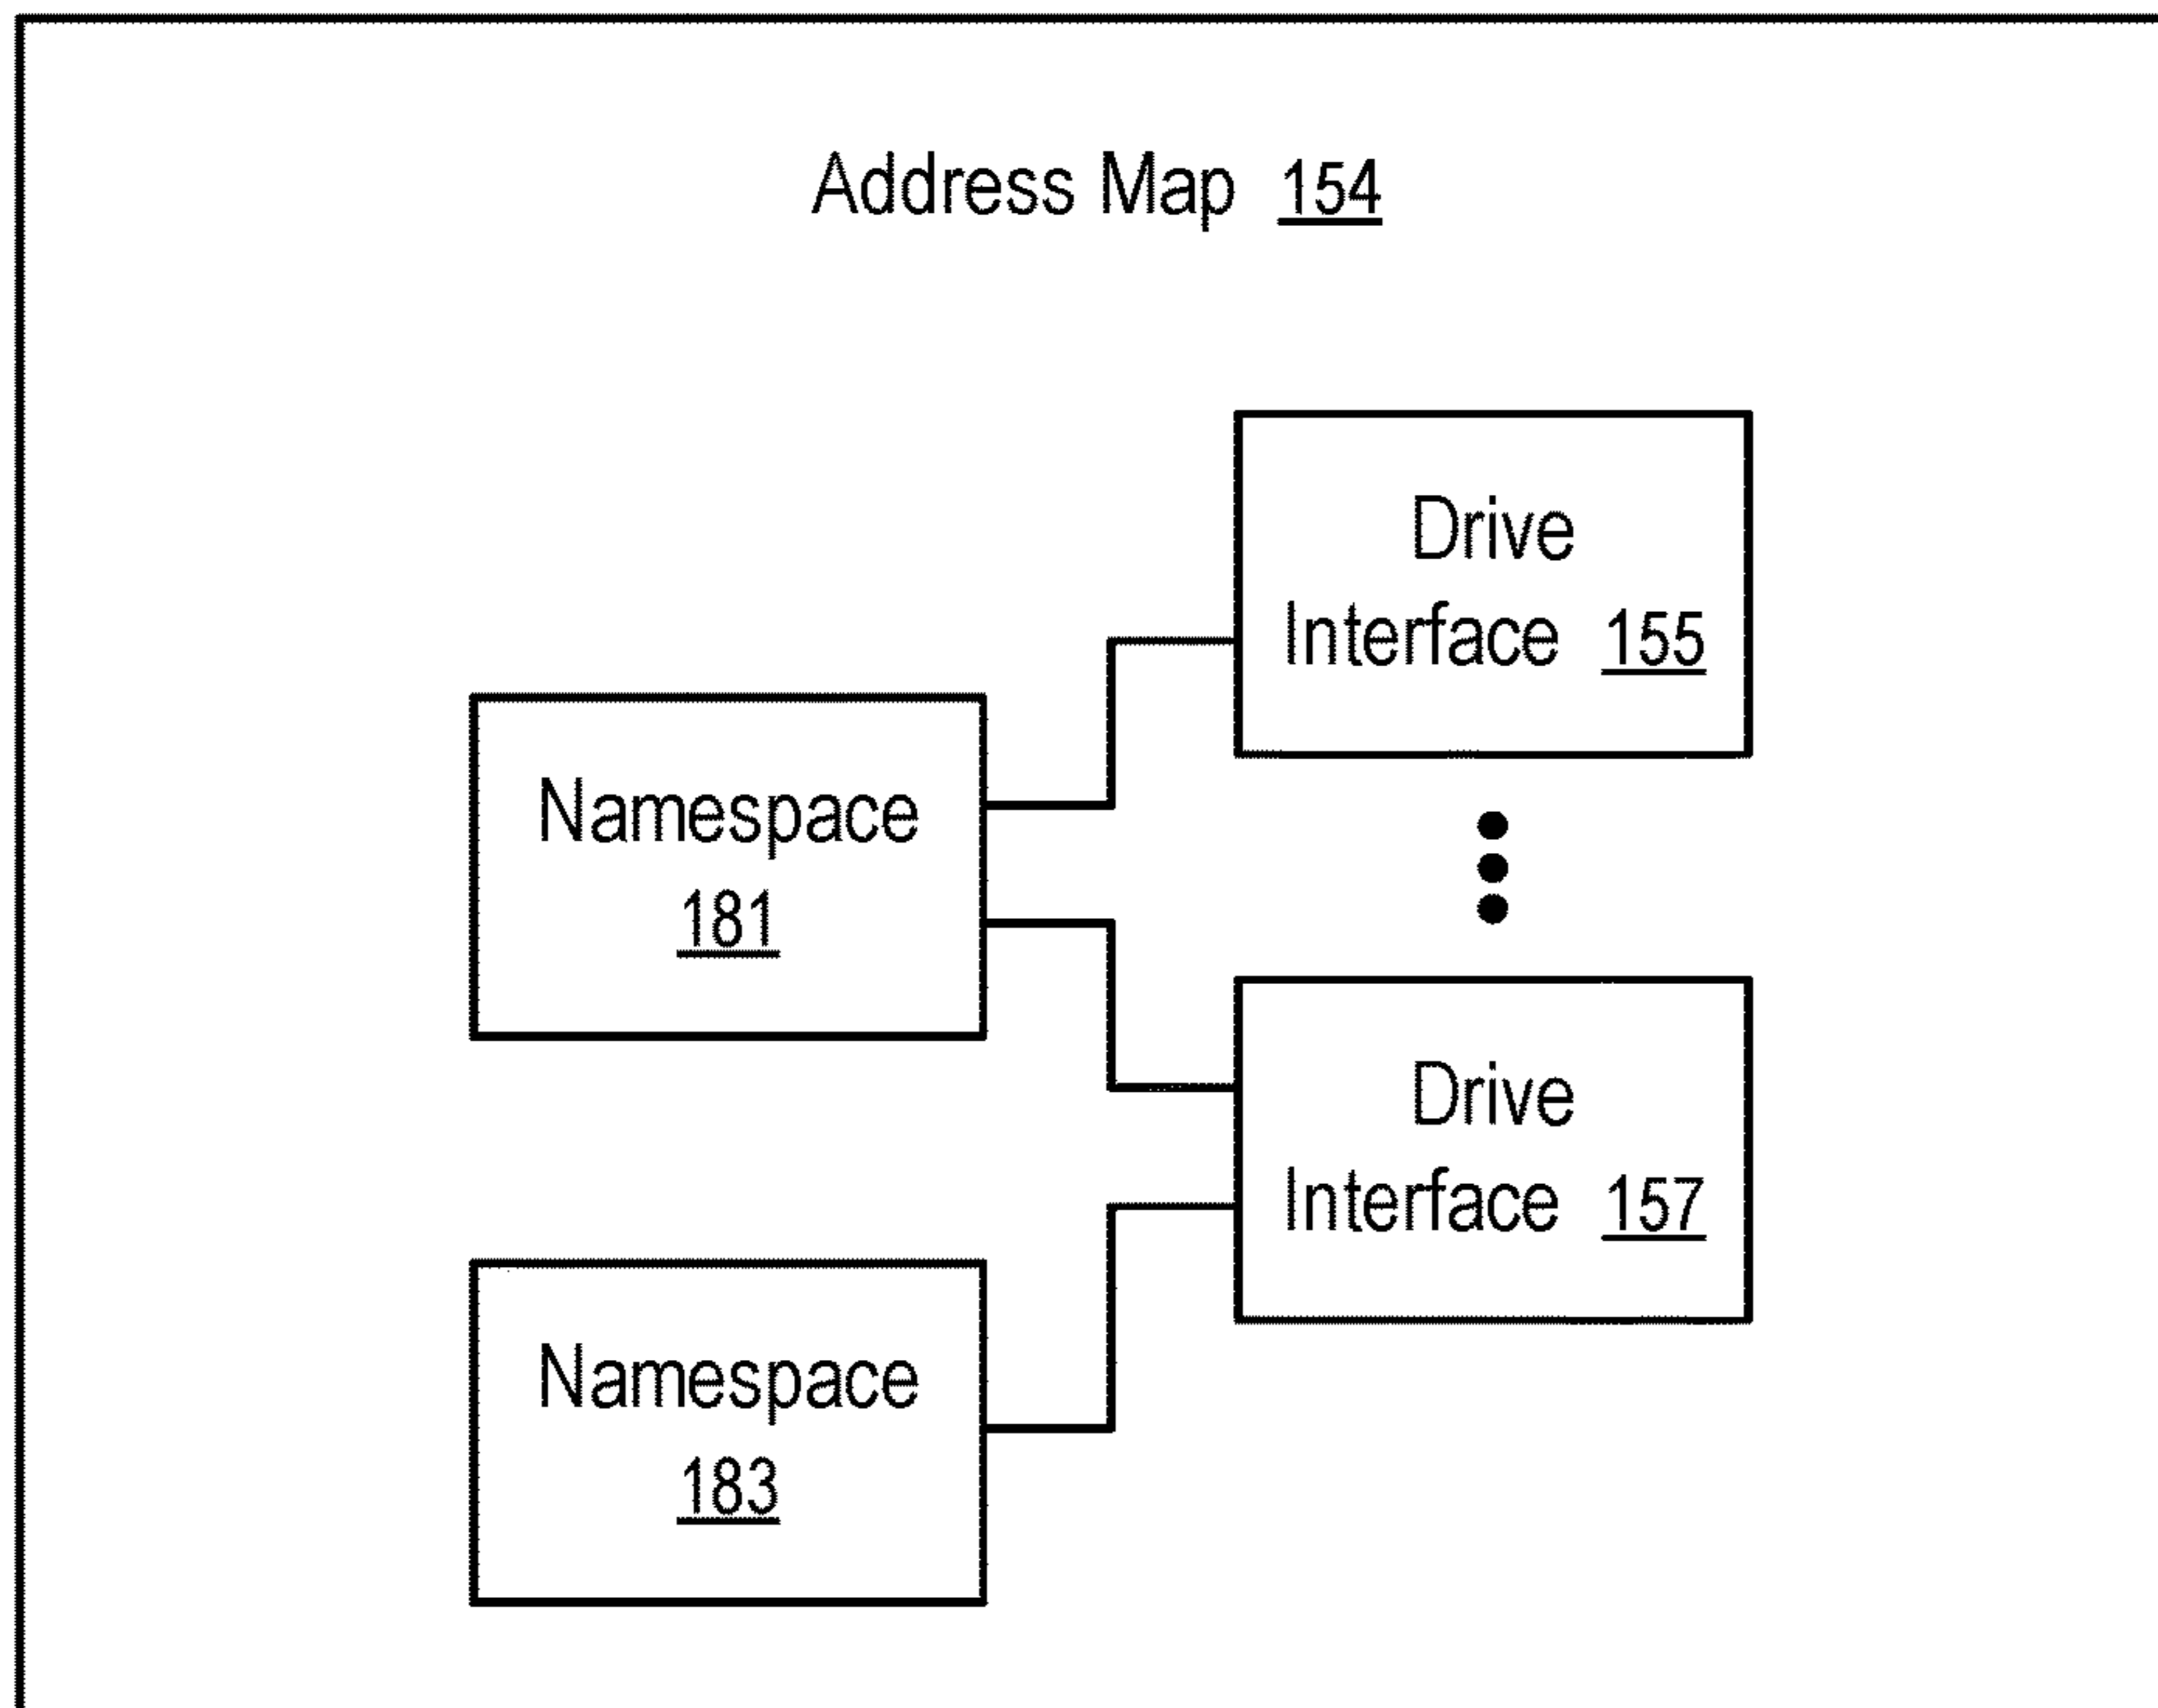 Address Map 154
Drive
Interface 155
Namespace
181
Drive
Interface 157
Namespace
183